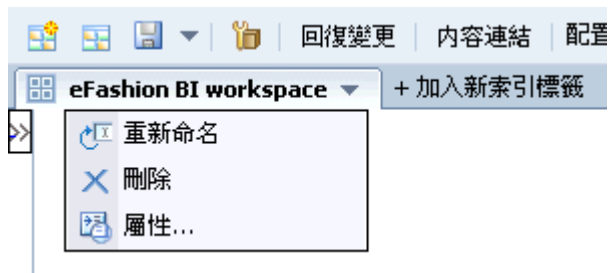 回復變更 內容連結 配置
eFashion BI workspace + 加入新索引標籤
>>
重新命名
刪除
屬性...